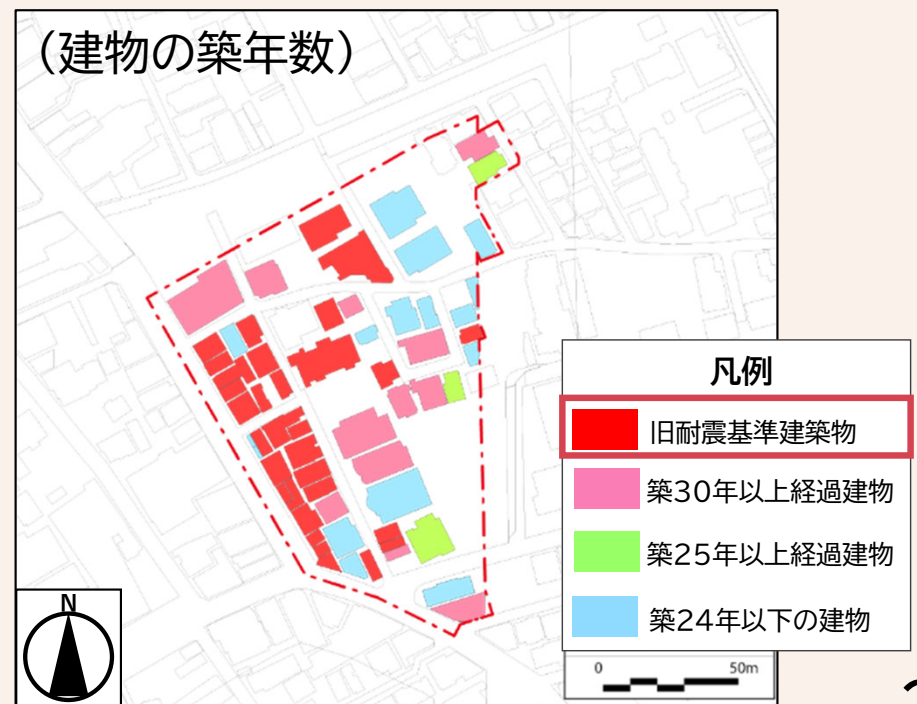 （建物の築年数）
凡例
旧耐震基準建築物
築30年以上経過建物
築25年以上経過建物
築24年以下の建物
N
0 50m